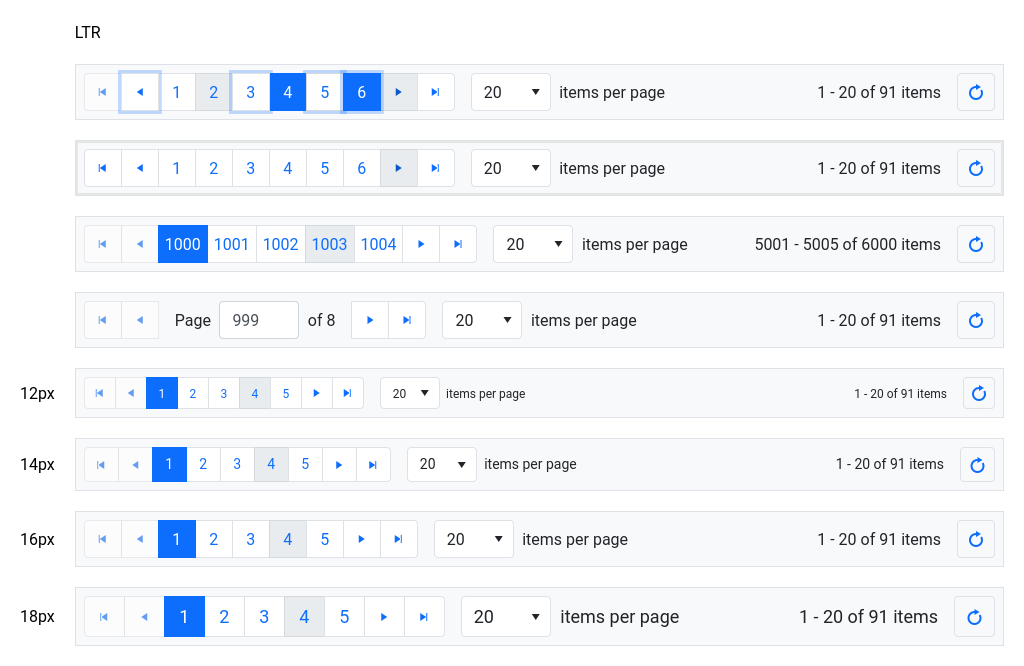 LTR
1 2 3 4 5 6 20 items per page 1 - 20 of 91 items
1 2 3 4 5 6 20 items per page 1 - 20 of 91 items
1000 1001 1002 1003 1004 20 items per page 5001 - 5005 of 6000 items
Page 999 of 8 20 items per page 1 - 20 of 91 items
12px 1 2 3 4 5 20 items per page 1 - 20 of 91 items
14px 1 2 3 4 5 20 items per page 1 - 20 of 91 items
16px 1 2 3 4 5 20 items per page 1 - 20 of 91 items
18px 1 2 3 4 5 20 items per page 1 - 20 of 91 items